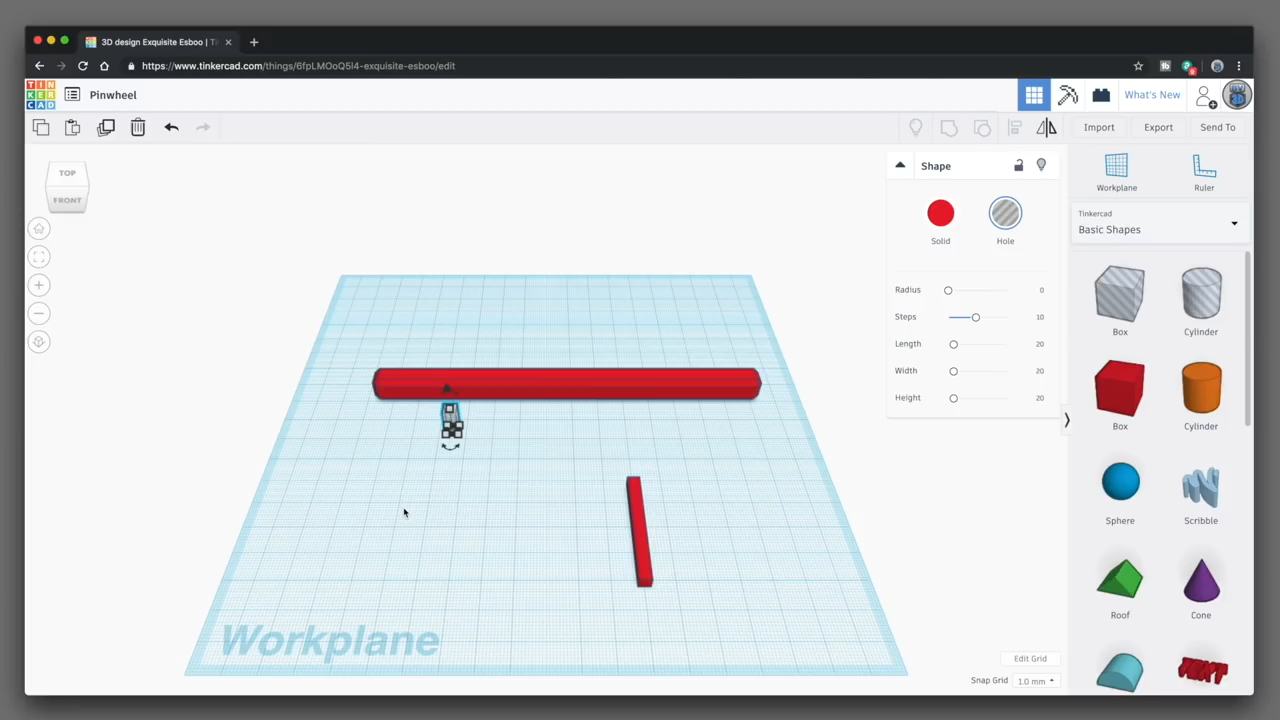 3D design Exquisite Esboo | Ti
https://www.tinkercad.com/things/6fpLMOoQ5l4-exquisite-esboo/edit
TIN
KER
CAD
Pinwheel
What's New
Import
Export
Send To
TOP
FRONT
Shape
Solid
Hole
Radius 0
Steps 10
Length 20
Width 20
Height 20
Workplane
Ruler
Tinkercad
Basic Shapes
Box
Cylinder
Box
Cylinder
Sphere
Scribble
Roof
Cone
Workplane
Edit Grid
Snap Grid 1.0 mm